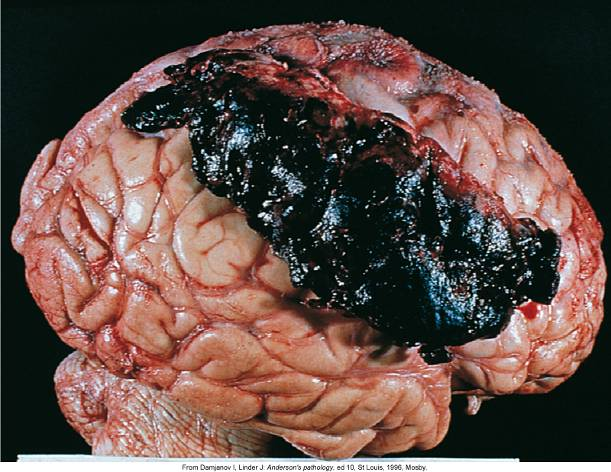 From Damjanov I, Linder J: Anderson's pathology, ed 10, St Louis, 1996, Mosby.